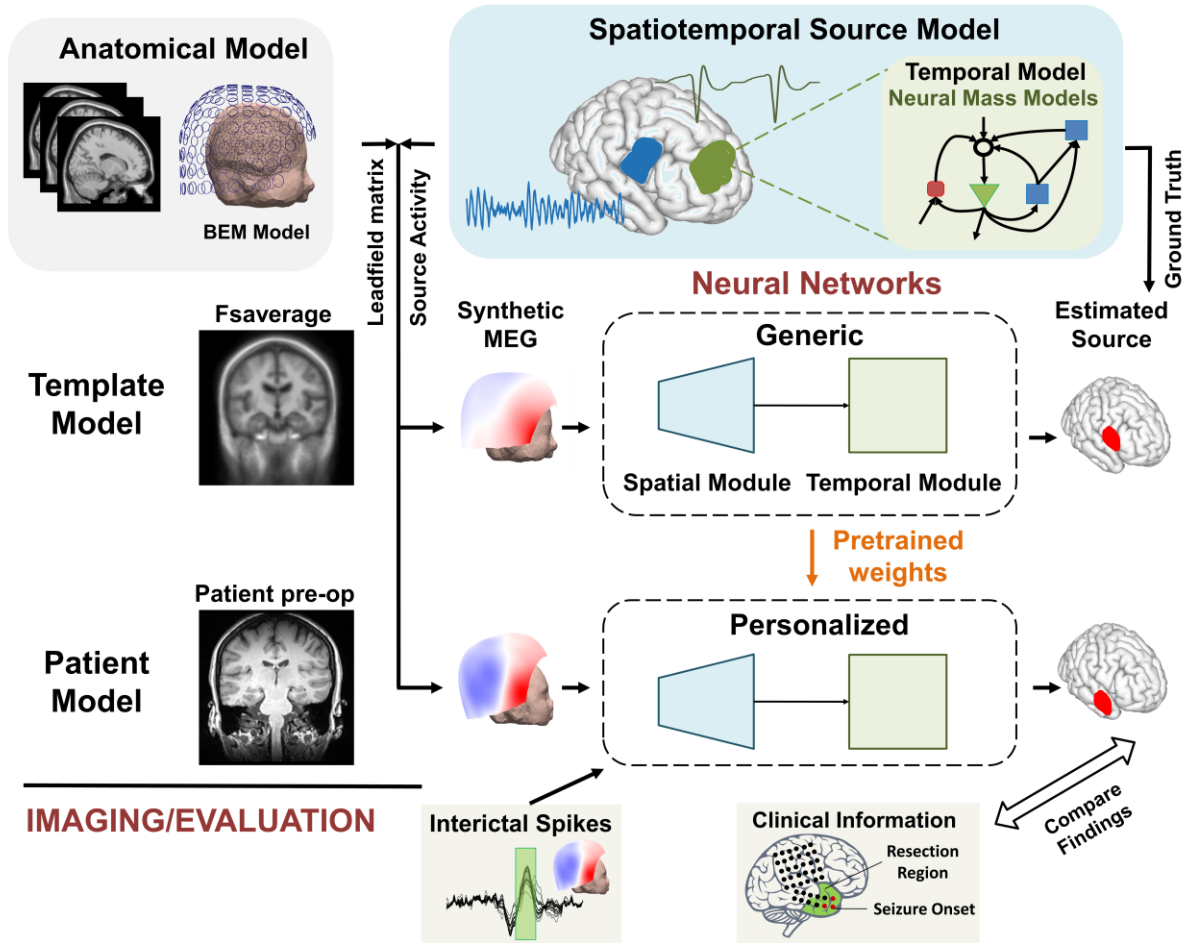 Anatomical Model
BEM Model
Spatiotemporal Source Model
Temporal Model
Neural Mass Models
Leadfield matrix
Source Activity
Ground Truth
Neural Networks
Fsaverage
Synthetic
MEG
Generic
Estimated
Source
Template
Model
Spatial Module
Temporal Module
Pretrained
weights
Patient pre-op
Personalized
Patient
Model
IMAGING/EVALUATION
Interictal Spikes
Clinical Information
Resection
Region
Seizure Onset
Compare
Findings